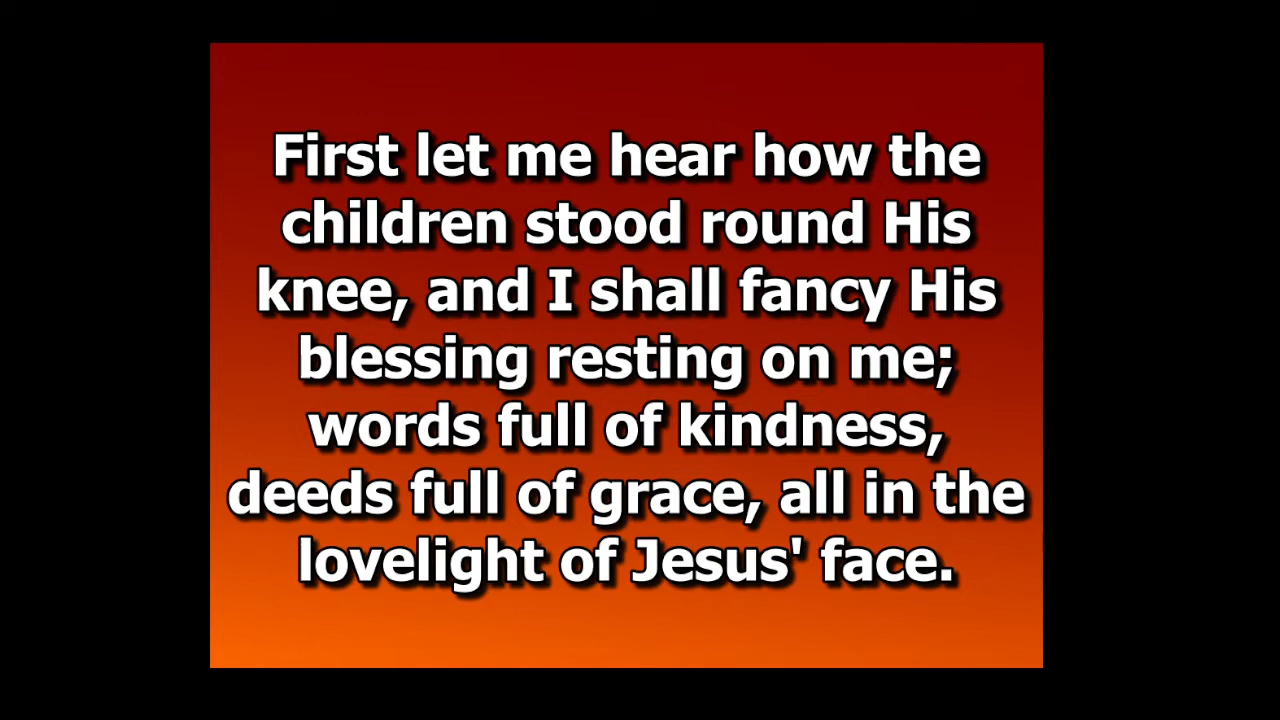 First let me hear how the
children stood round His
knee, and I shall fancy His
blessing resting on me;
words full of kindness,
deeds full of grace, all in the
lovelight of Jesus' face.